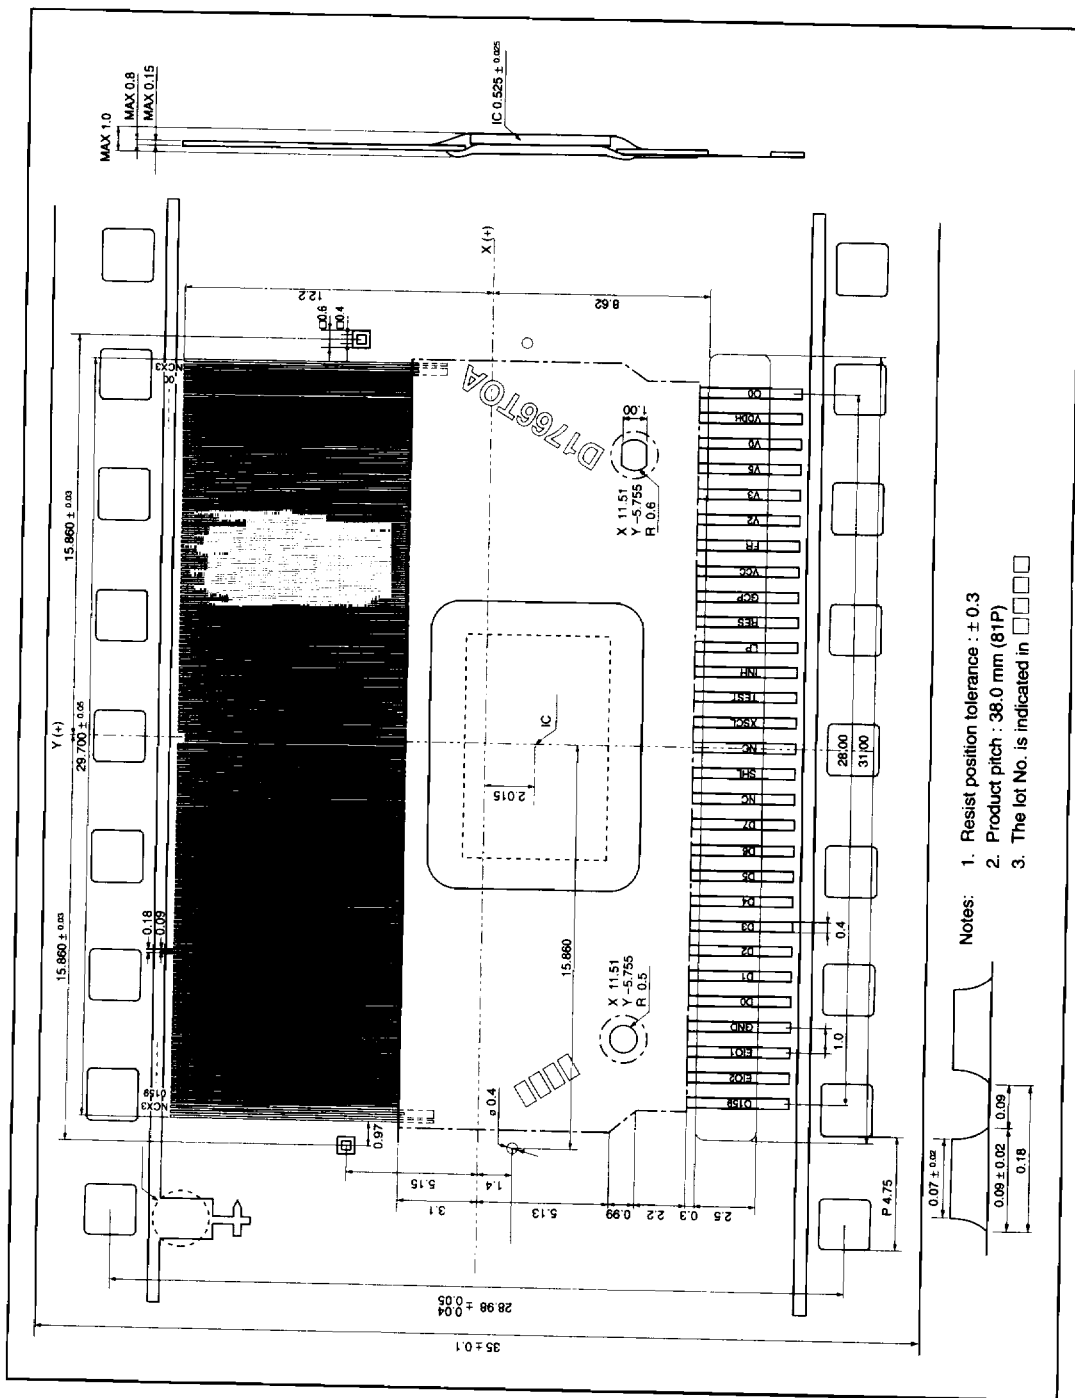 MAX 1.0
MAX 0.8
MAX 0.15
IC 0.525 ± 0.025
15.860 ± 0.03
15.860 ± 0.03
29.700 ± 0.05
Y (+)
X (+)
0.18
0.09
NCX3
O159
NCX3
O0
12.2
□0.6
□0.4
8.62
D1766TOA
1.00
X 11.51
Y -5.755
R 0.6
IC
2.015
15.860
X 11.51
Y -5.755
R 0.5
ø 0.4
0.97
5.15
1.4
3.1
5.13
0.99
2.2
0.3
2.5
28.98 ± 0.04
0.05
35 ± 0.1
O159
EIO2
EIO1
GND
D0
D1
D2
D3
D4
D5
D6
D7
NC
SHL
NC
XSCL
TEST
INH
LP
RES
GCP
VCC
FR
V2
V3
V5
V0
VDDH
O0
0.4
1.0
28.00
31.00
P 4.75
0.07 ± 0.02
0.09 ± 0.02
0.09
0.18
Notes: 1. Resist position tolerance : ± 0.3
2. Product pitch : 38.0 mm (81P)
3. The lot No. is indicated in □ □ □ □